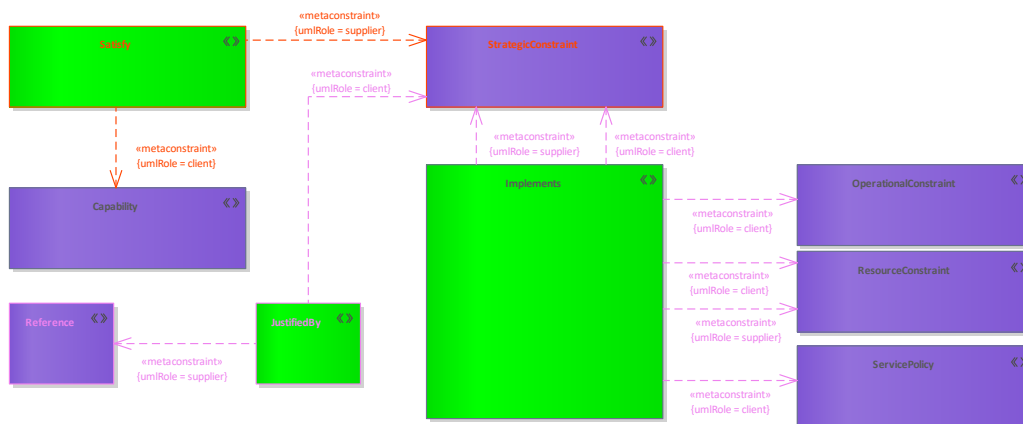 «metaconstraint»
{umlRole = supplier}
Satisfy
StrategicConstraint
«metaconstraint»
{umlRole = client}
«metaconstraint»
{umlRole = client}
«metaconstraint»
{umlRole = supplier}
«metaconstraint»
{umlRole = client}
Capability
Implements
OperationalConstraint
«metaconstraint»
{umlRole = client}
ResourceConstraint
«metaconstraint»
{umlRole = client}
Reference
JustifiedBy
«metaconstraint»
{umlRole = supplier}
«metaconstraint»
{umlRole = supplier}
ServicePolicy
«metaconstraint»
{umlRole = client}